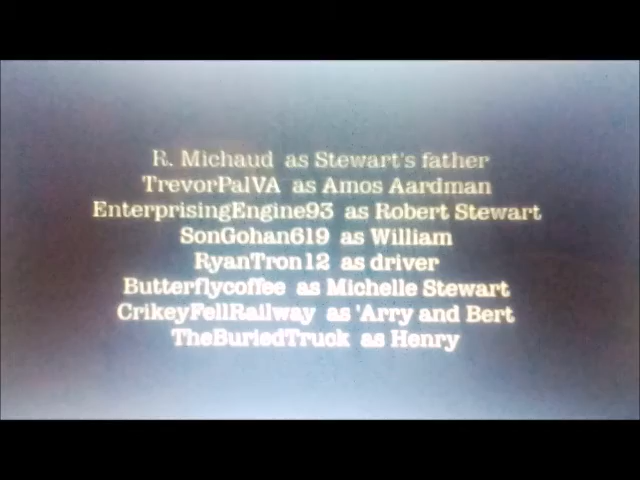 R. Michaud as Stewart's father
TrevorPalVA as Amos Aardman
EnterprisingEngine93 as Robert Stewart
SonGohan619 as William
RyanTron12 as driver
Butterflycoffee as Michelle Stewart
CrikeyFellRailway as 'Arry and Bert
TheBuriedTruck as Henry